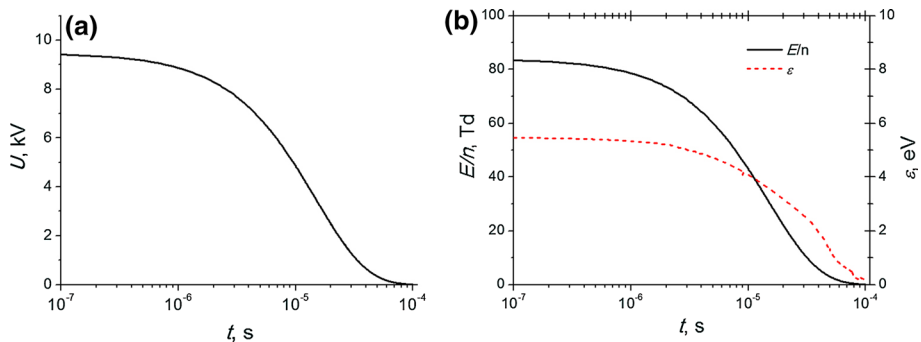 (a)
10
8
6
4
2
0
U, kV
10⁻⁷
10⁻⁶
10⁻⁵
10⁻⁴
t, s
(b)
100
80
60
40
20
0
E/n, Td
E/n
ε
10
8
6
4
2
0
ε, eV
10⁻⁷
10⁻⁶
10⁻⁵
10⁻⁴
t, s